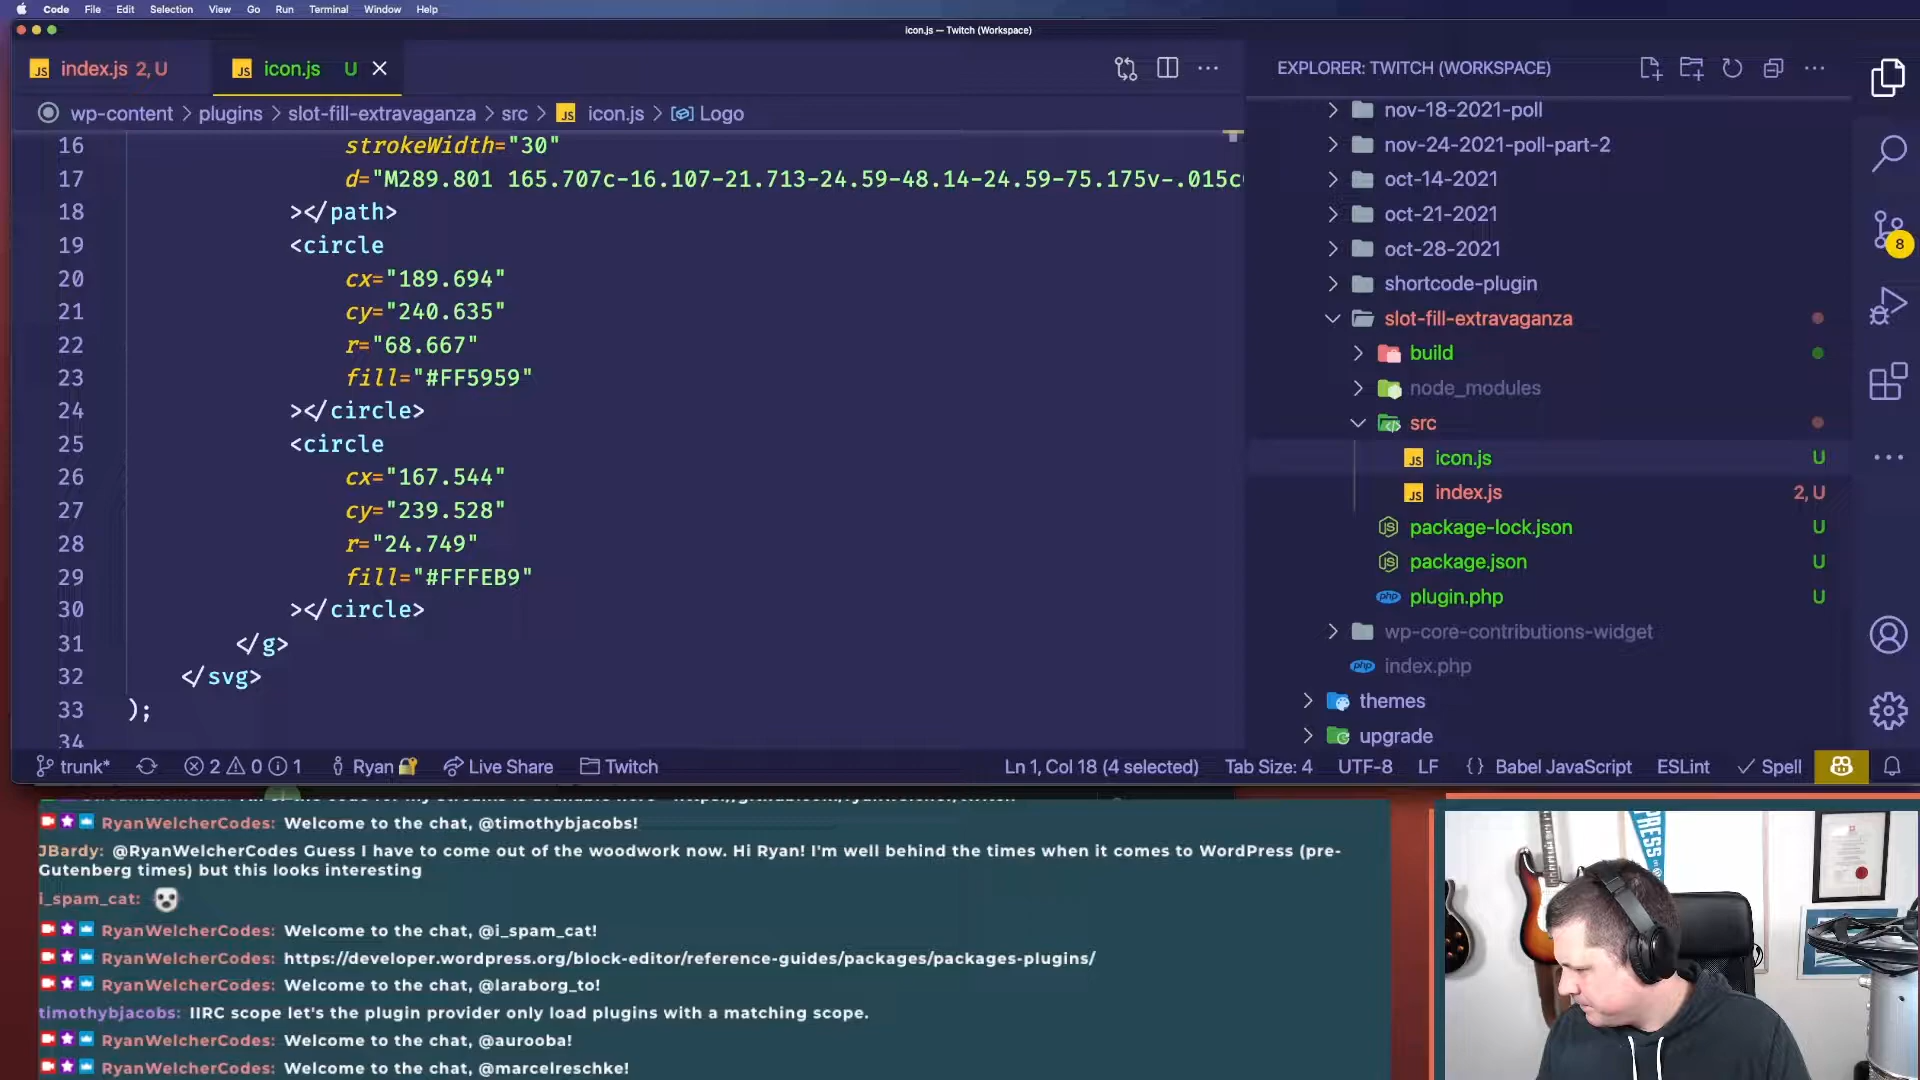 Code File Edit Selection View Go Run Terminal Window Help
icon.js — Twitch (Workspace)
JS index.js 2, U JS icon.js U
EXPLORER: TWITCH (WORKSPACE)
wp-content > plugins > slot-fill-extravaganza > src > JS icon.js > Logo
16 strokeWidth="30"
17 d="M289.801 165.707c-16.107-21.713-24.59-48.14-24.59-75.175v-.015c
18 ></path>
19 <circle
20 cx="189.694"
21 cy="240.635"
22 r="68.667"
23 fill="#FF5959"
24 ></circle>
25 <circle
26 cx="167.544"
27 cy="239.528"
28 r="24.749"
29 fill="#FFFEB9"
30 ></circle>
31 </g>
32 </svg>
33 );
34
nov-18-2021-poll
nov-24-2021-poll-part-2
oct-14-2021
oct-21-2021
oct-28-2021
shortcode-plugin
slot-fill-extravaganza
build
node_modules
src
JS icon.js U
JS index.js 2, U
package-lock.json U
package.json U
php plugin.php U
wp-core-contributions-widget
php index.php
themes
upgrade
8
trunk* 2 0 1 Ryan Live Share Twitch Ln 1, Col 18 (4 selected) Tab Size: 4 UTF-8 LF {} Babel JavaScript ESLint Spell
RyanWelcherCodes: Welcome to the chat, @timothybjacobs!
JBardy: @RyanWelcherCodes Guess I have to come out of the woodwork now. Hi Ryan! I'm well behind the times when it comes to WordPress (pre-
Gutenberg times) but this looks interesting
i_spam_cat:
RyanWelcherCodes: Welcome to the chat, @i_spam_cat!
RyanWelcherCodes: https://developer.wordpress.org/block-editor/reference-guides/packages/packages-plugins/
RyanWelcherCodes: Welcome to the chat, @laraborg_to!
timothybjacobs: IIRC scope let's the plugin provider only load plugins with a matching scope.
RyanWelcherCodes: Welcome to the chat, @aurooba!
RyanWelcherCodes: Welcome to the chat, @marcelreschke!
PRESS